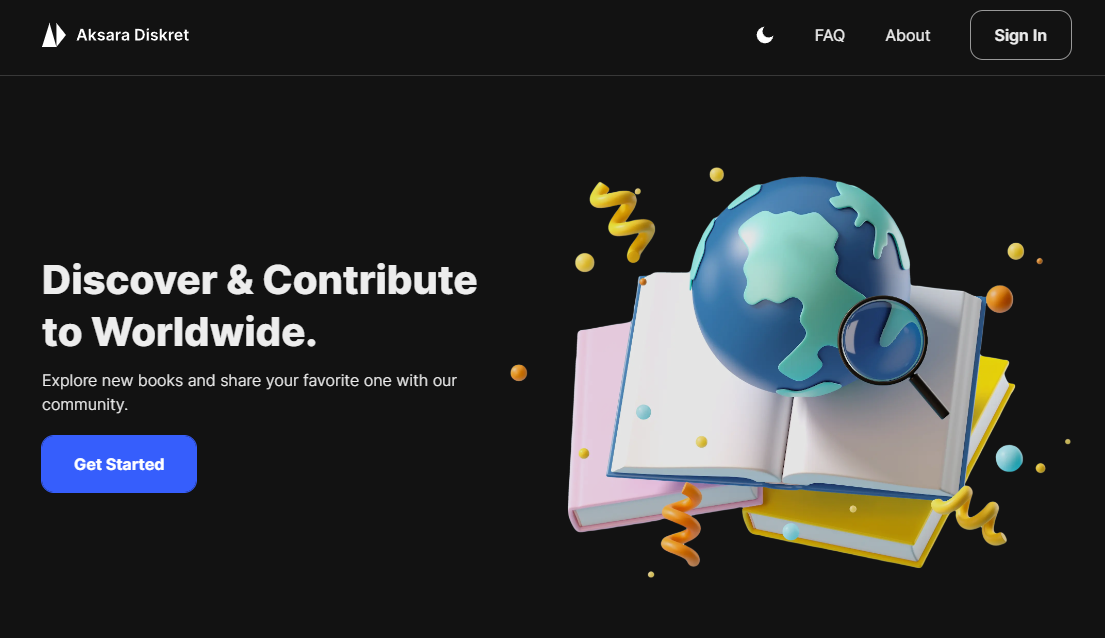 Aksara Diskret
FAQ
About
Sign In
Discover & Contribute
to Worldwide.
Explore new books and share your favorite one with our
community.
Get Started